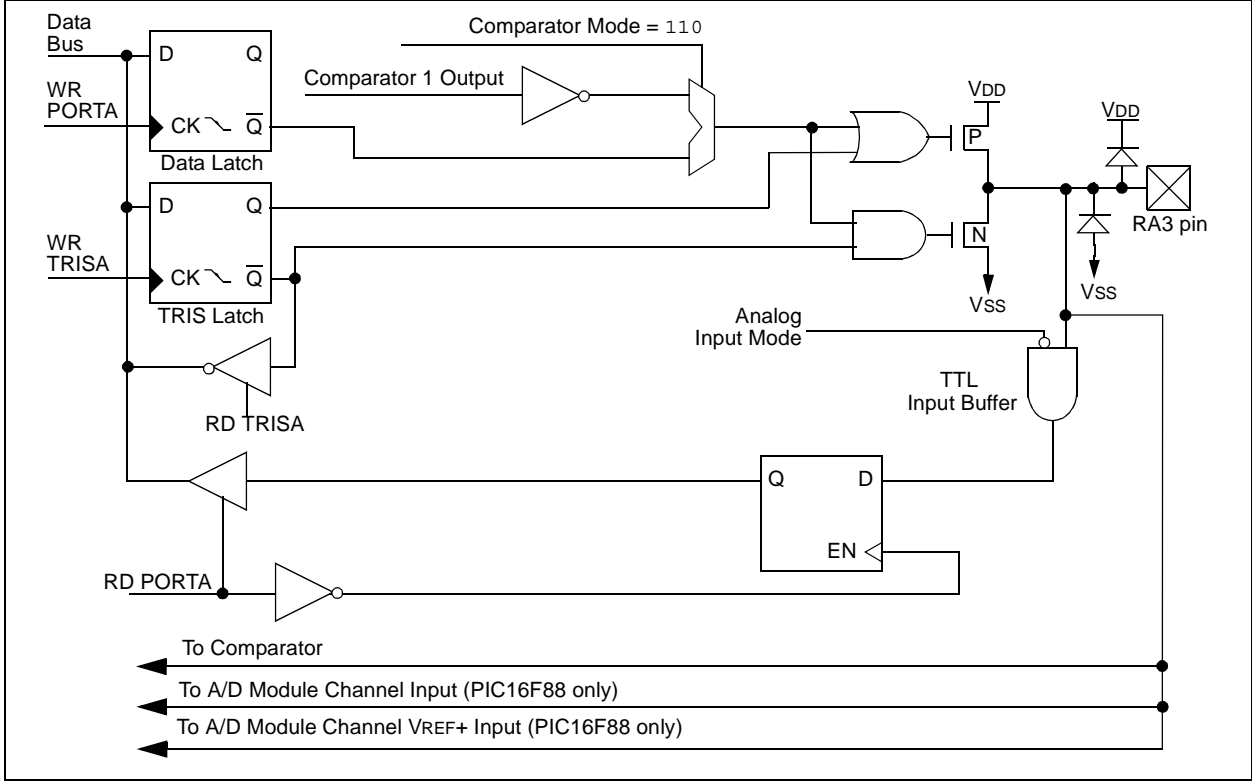 Data
Bus
Comparator Mode = 110
D
Q
WR
PORTA
Comparator 1 Output
CK
Q
Data Latch
VDD
P
VDD
D
Q
WR
TRISA
CK
Q
TRIS Latch
N
VSS
VSS
RA3 pin
Analog
Input Mode
TTL
Input Buffer
RD TRISA
Q
D
EN
RD PORTA
To Comparator
To A/D Module Channel Input (PIC16F88 only)
To A/D Module Channel VREF+ Input (PIC16F88 only)